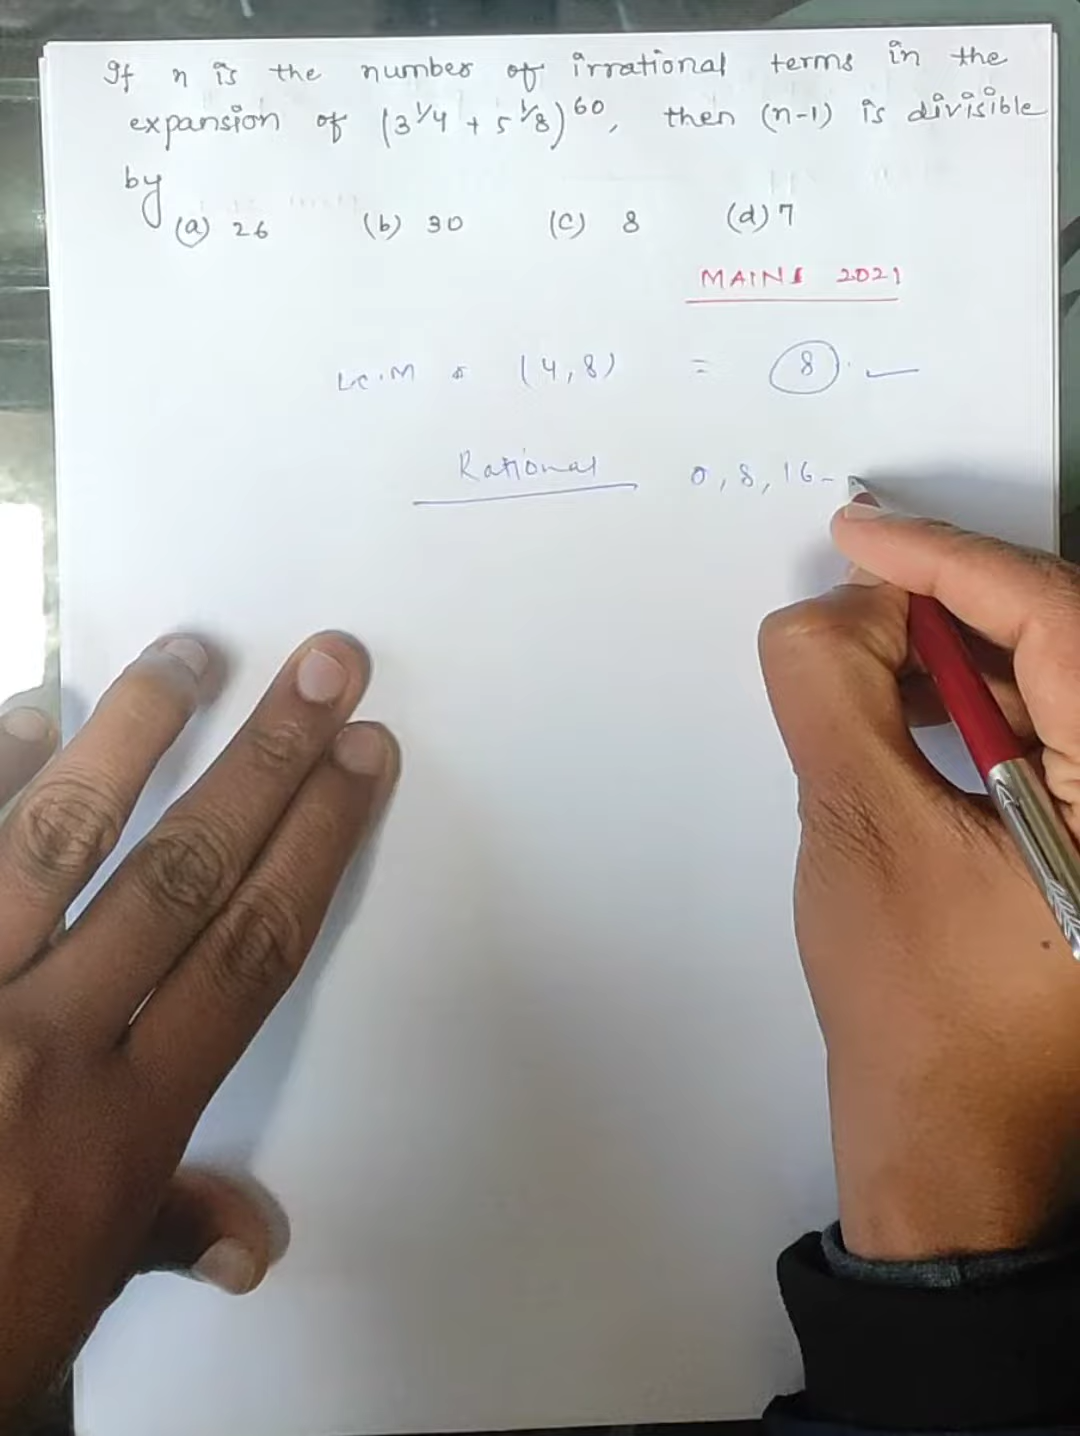 If n is the number of irrational terms in the
expansion of (3^1/4 + 5^1/8)^60, then (n-1) is divisible
by
(a) 26 (b) 30 (c) 8 (d) 7
MAINS 2021
L.C.M (4,8) = 8
Rational 0, 8, 16 -